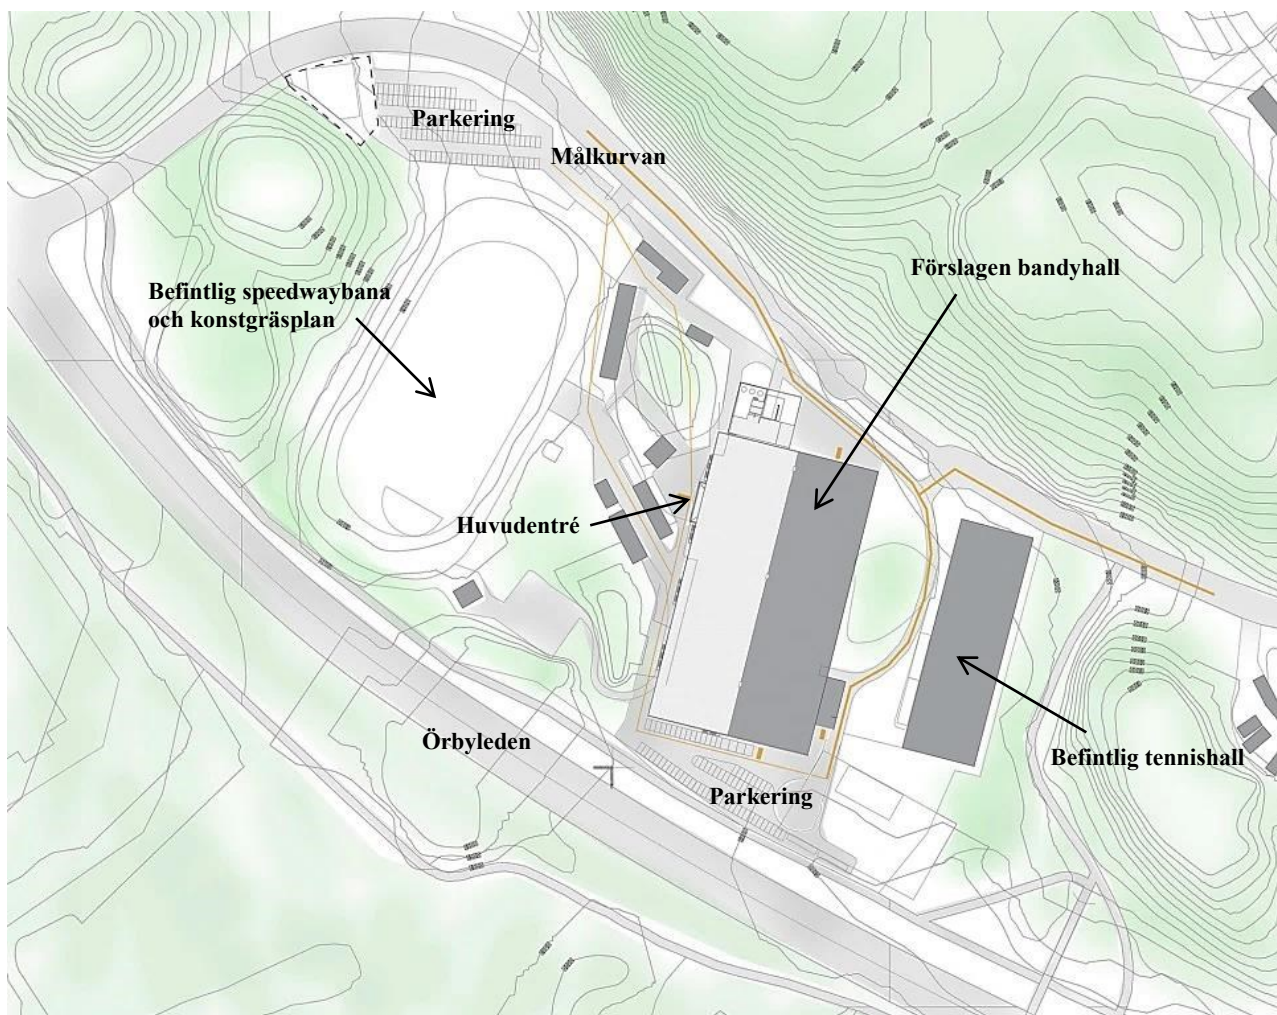 Parkering
Målkurvan
Förslagen bandyhall
Befintlig speedwaybana
och konstgräsplan
Huvudentré
Örbyleden
Befintlig tennishall
Parkering